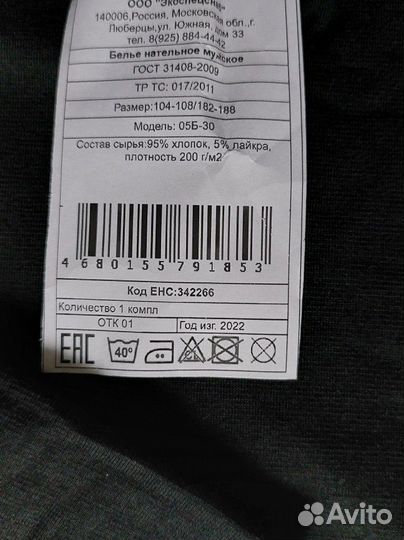 ООО "Экоспецснаб"
140006,Россия, Московская обл.,г.
Люберцы,ул. Южная, дом 33
тел. 8(925) 884-44-42
Белье нательное мужское
ГОСТ 31408-2009
ТР ТС: 017/2011
Размер:104-108/182-188
Модель: 05Б-30
Состав сырья:95% хлопок, 5% лайкра,
плотность 200 г/м2
4680155791853
Код ЕНС:342266
Количество 1 компл
ОТК 01 Год изг. 2022
ЕАС 40°
Avito